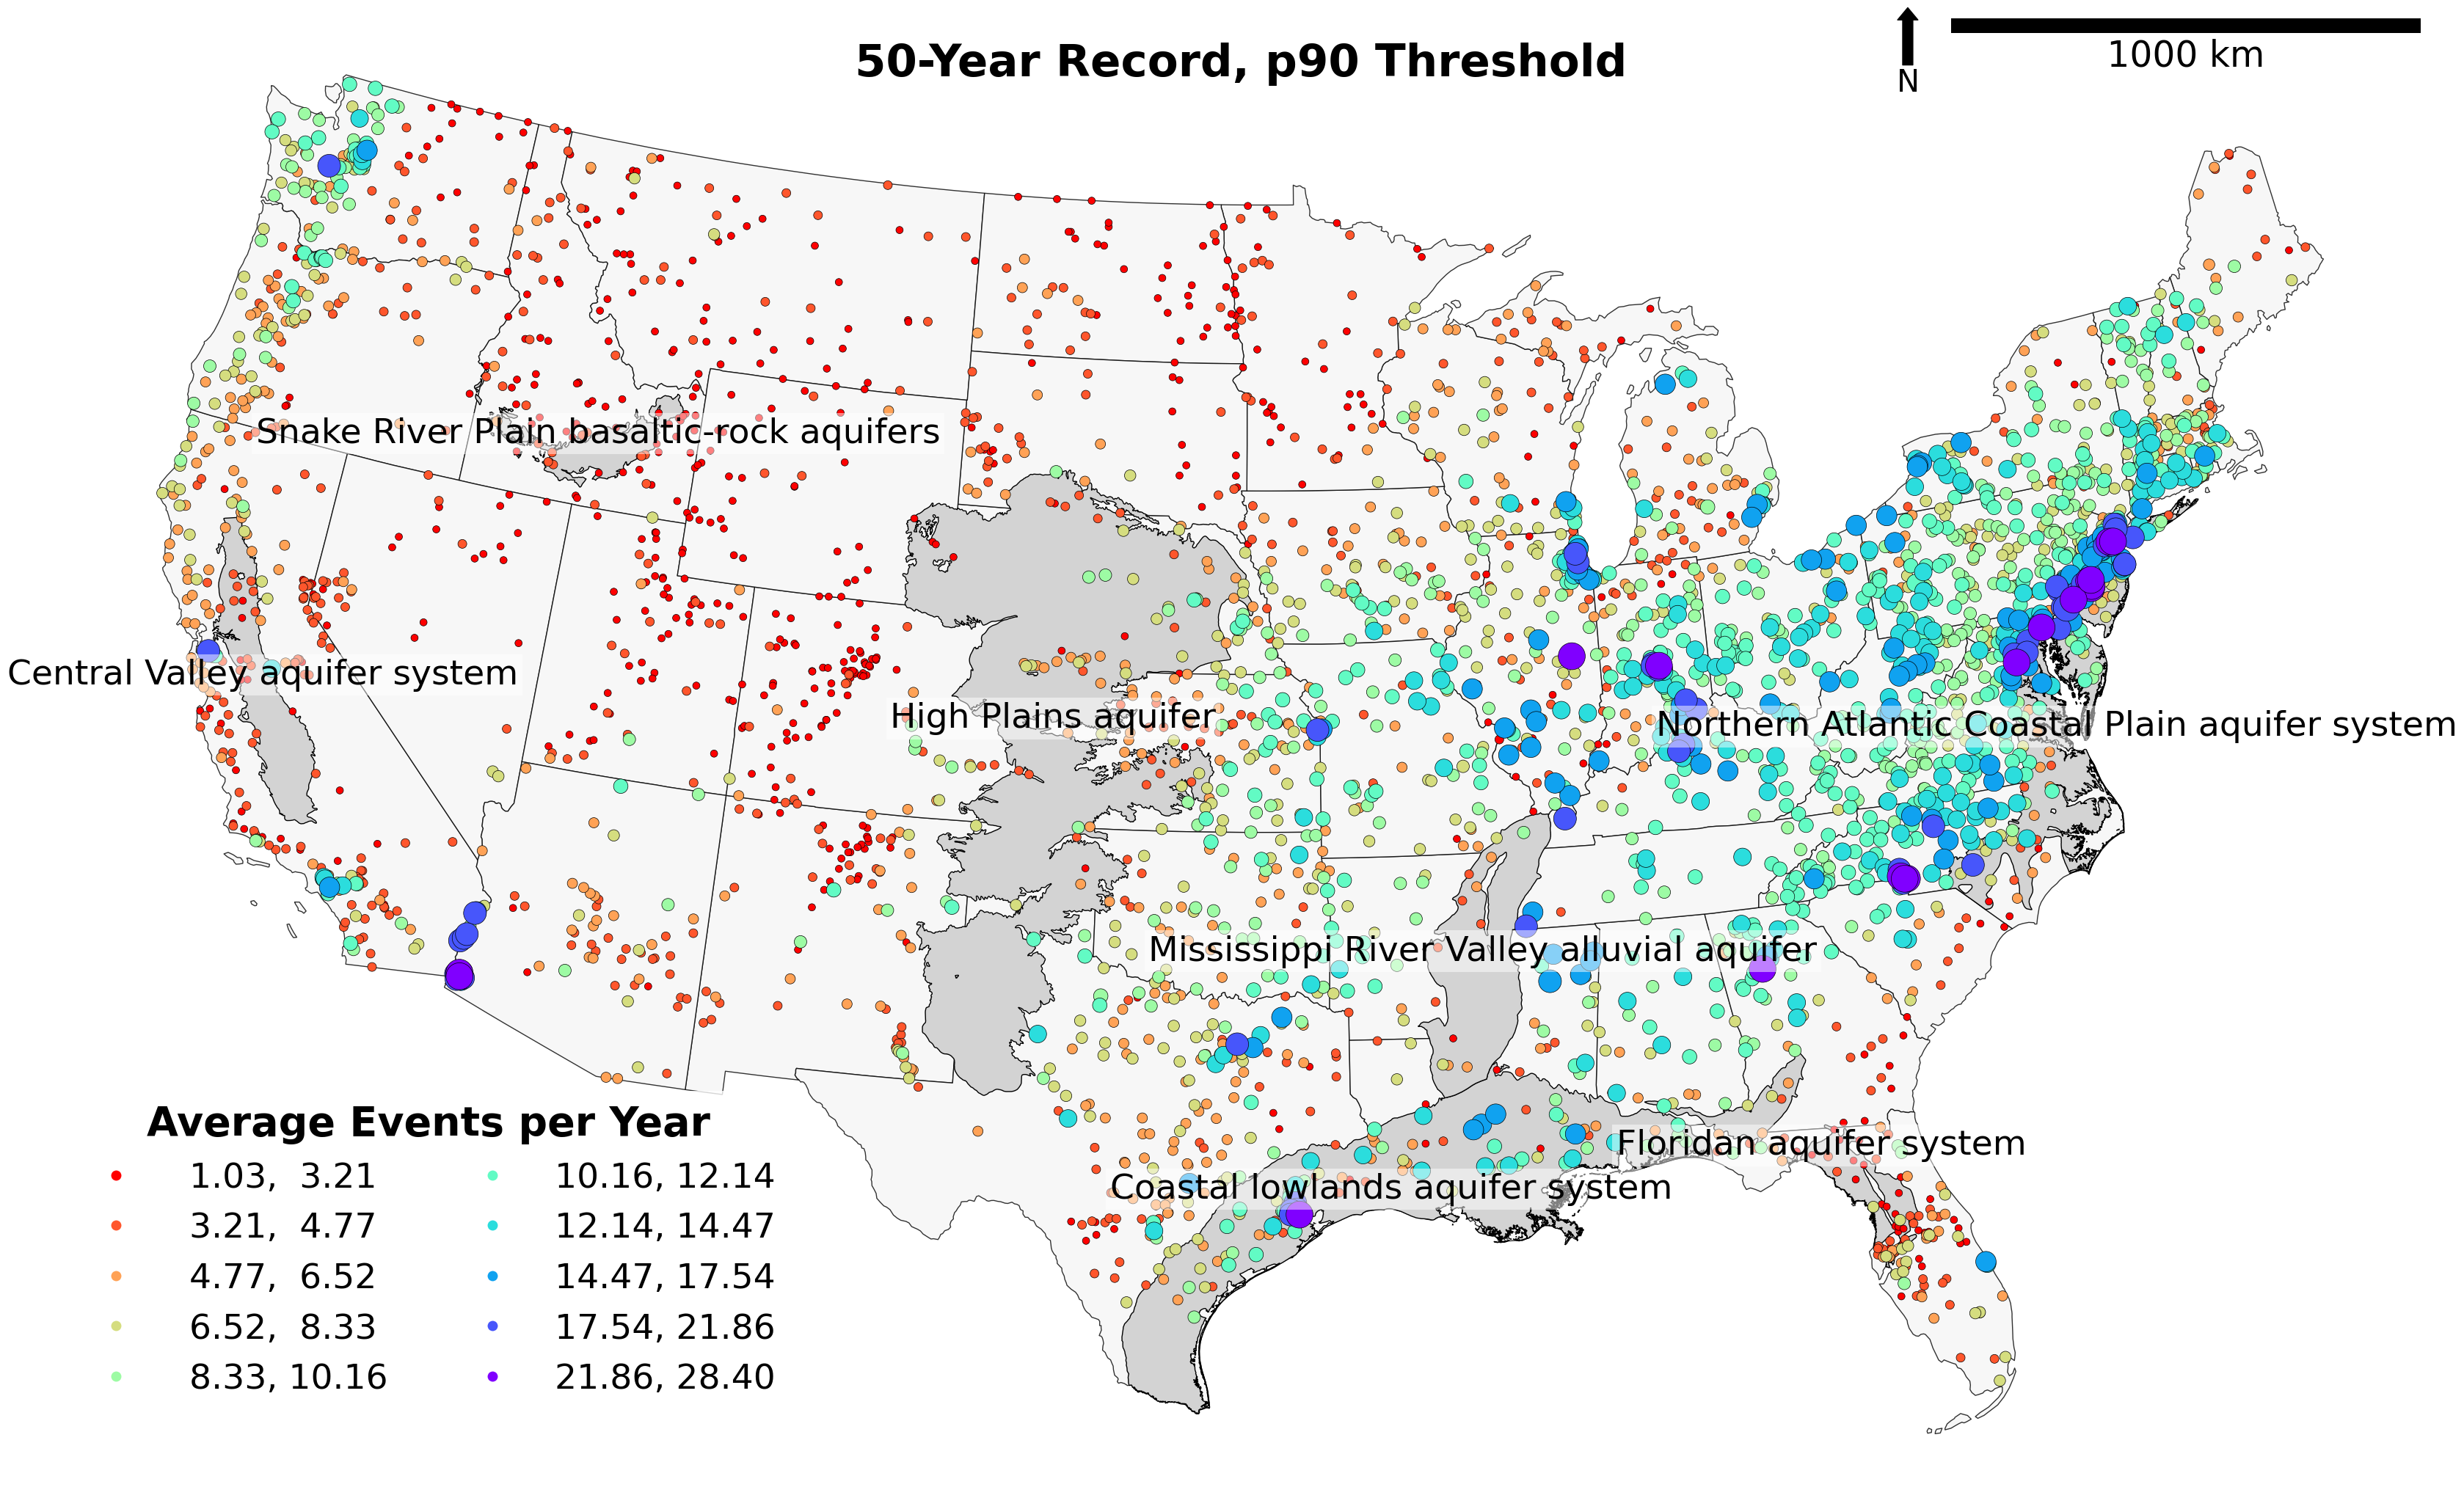 50-Year Record, p90 Threshold
N
1000 km
Snake River Plain basaltic-rock aquifers
Central Valley aquifer system
High Plains aquifer
Northern Atlantic Coastal Plain aquifer system
Mississippi River Valley alluvial aquifer
Floridan aquifer system
Coastal lowlands aquifer system
Average Events per Year
1.03, 3.21
3.21, 4.77
4.77, 6.52
6.52, 8.33
8.33, 10.16
10.16, 12.14
12.14, 14.47
14.47, 17.54
17.54, 21.86
21.86, 28.40